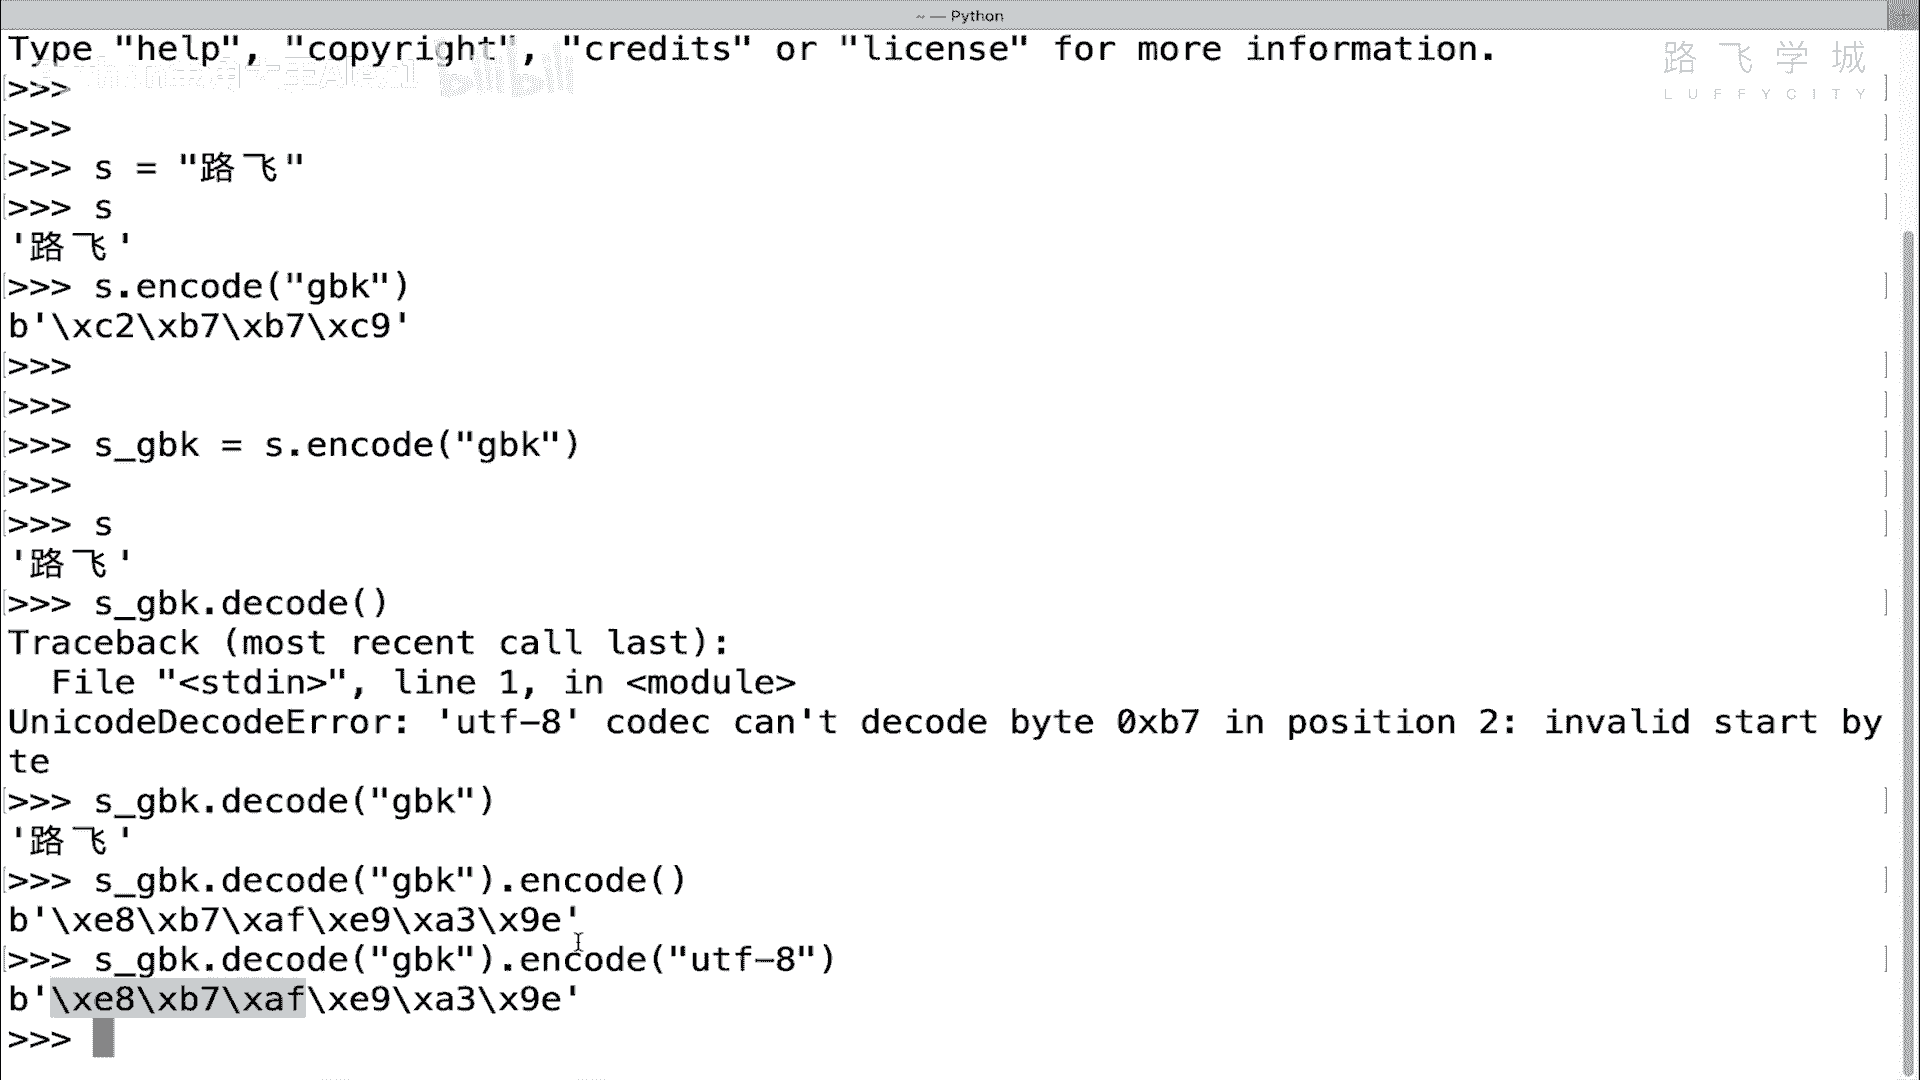 ~ — Python
Type "help", "copyright", "credits" or "license" for more information.
路飞学城
LUFFYCITY
bilibili
>>>
>>>
>>> s = "路飞"
>>> s
'路飞'
>>> s.encode("gbk")
b'\xc2\xb7\xb7\xc9'
>>>
>>>
>>> s_gbk = s.encode("gbk")
>>>
>>> s
'路飞'
>>> s_gbk.decode()
Traceback (most recent call last):
  File "<stdin>", line 1, in <module>
UnicodeDecodeError: 'utf-8' codec can't decode byte 0xb7 in position 2: invalid start by
te
>>> s_gbk.decode("gbk")
'路飞'
>>> s_gbk.decode("gbk").encode()
b'\xe8\xb7\xaf\xe9\xa3\x9e'
>>> s_gbk.decode("gbk").encode("utf-8")
b'\xe8\xb7\xaf\xe9\xa3\x9e'
>>>